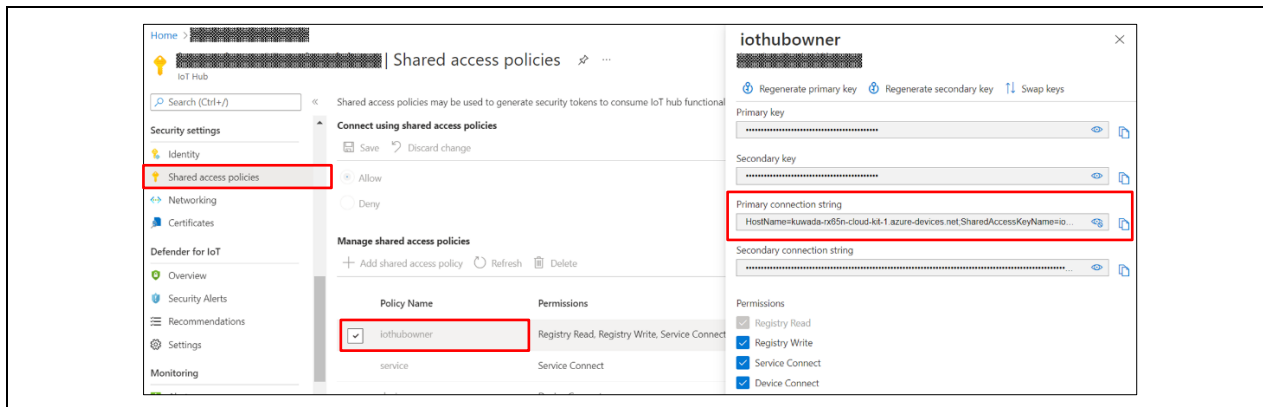 Home >
| Shared access policies ...
IoT Hub
Search (Ctrl+/)
«
Security settings
Identity
Shared access policies
Networking
Certificates
Defender for IoT
Overview
Security Alerts
Recommendations
Settings
Monitoring
Shared access policies may be used to generate security tokens to consume IoT hub functional
Connect using shared access policies
Save Discard change
Allow
Deny
Manage shared access policies
+ Add shared access policy Refresh Delete
Policy Name Permissions
iothubowner Registry Read, Registry Write, Service Connect
service Service Connect
iothubowner
Regenerate primary key Regenerate secondary key Swap keys
Primary key
Secondary key
Primary connection string
HostName=kuwada-rx65n-cloud-kit-1.azure-devices.net;SharedAccessKeyName=io...
Secondary connection string
Permissions
Registry Read
Registry Write
Service Connect
Device Connect